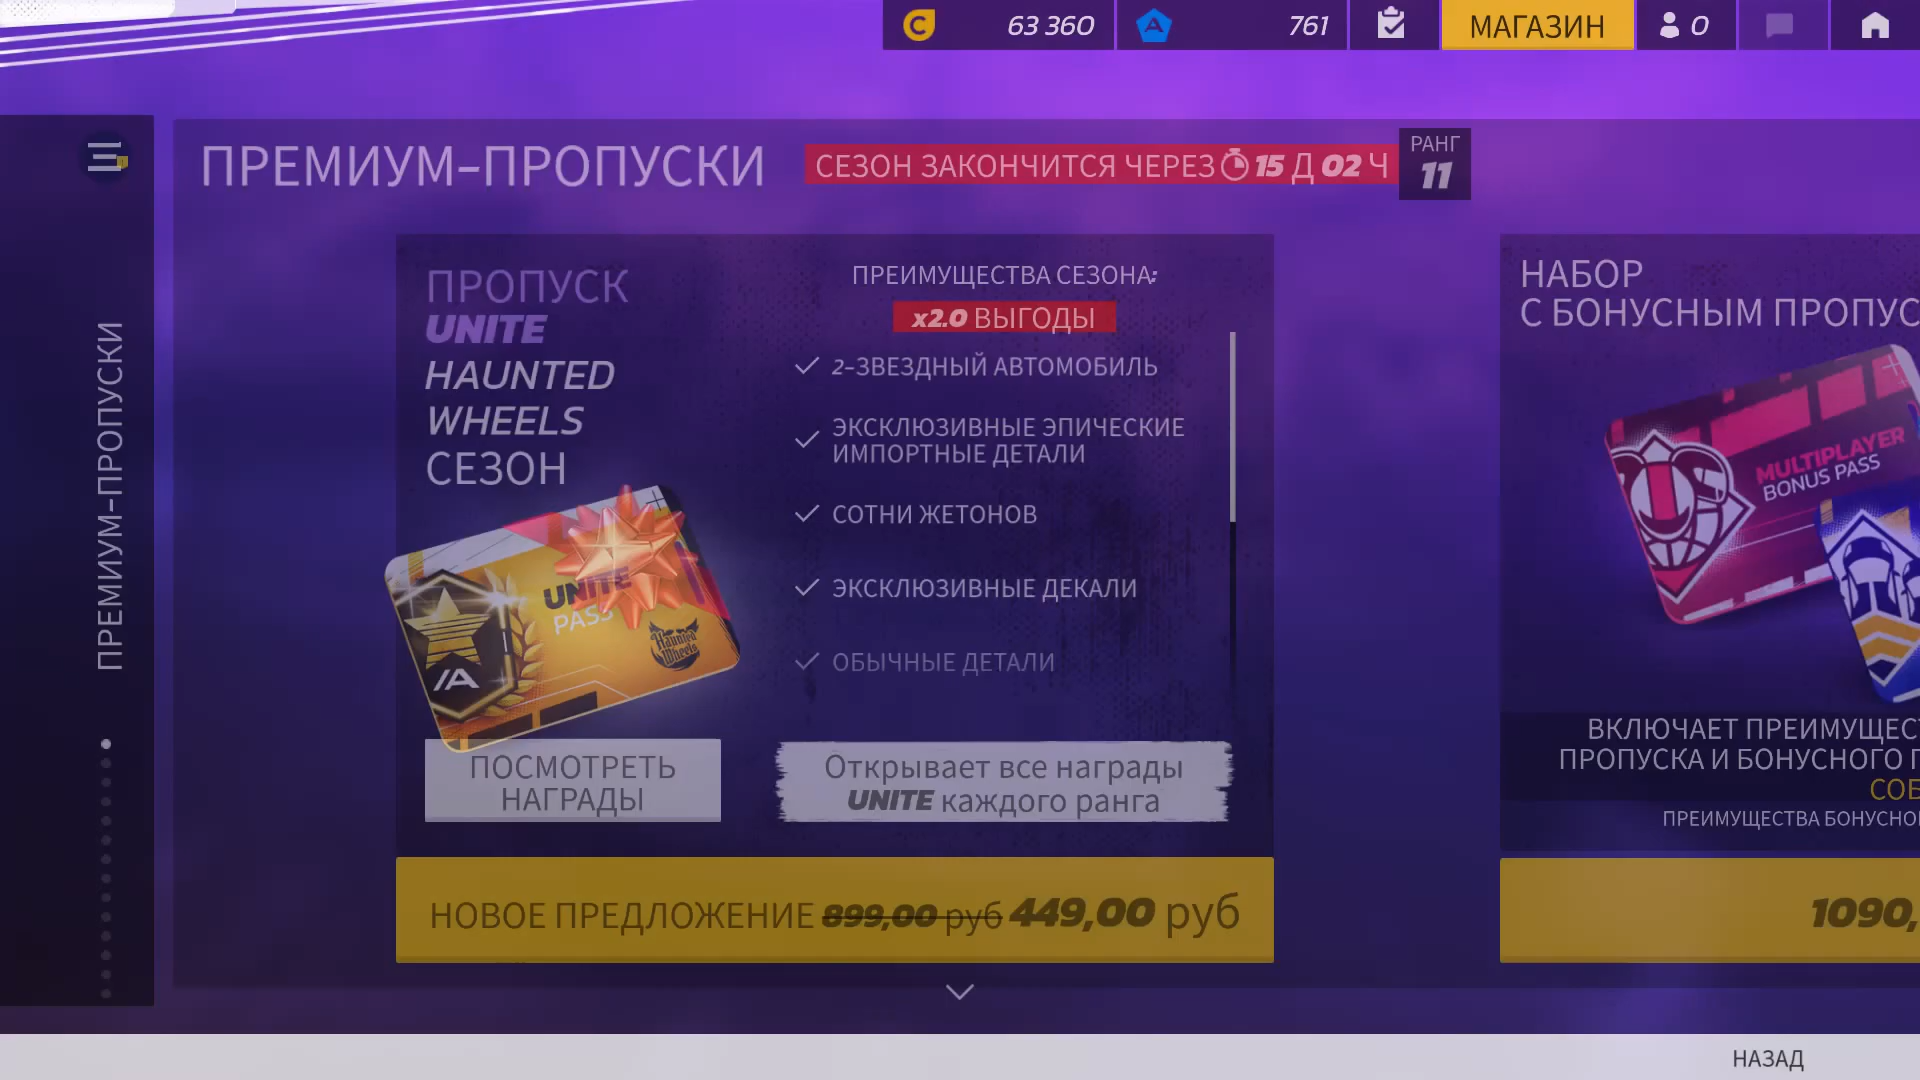 63 360
761
МАГАЗИН
0
ПРЕМИУМ-ПРОПУСКИ
ПРЕМИУМ-ПРОПУСКИ
СЕЗОН ЗАКОНЧИТСЯ ЧЕРЕЗ 15 Д 02 Ч
РАНГ
11
ПРОПУСК
UNITE
HAUNTED
WHEELS
СЕЗОН
UNITE
PASS
Haunted
Wheels
ПОСМОТРЕТЬ
НАГРАДЫ
ПРЕИМУЩЕСТВА СЕЗОНА:
x2.0 ВЫГОДЫ
2-ЗВЕЗДНЫЙ АВТОМОБИЛЬ
ЭКСКЛЮЗИВНЫЕ ЭПИЧЕСКИЕ
ИМПОРТНЫЕ ДЕТАЛИ
СОТНИ ЖЕТОНОВ
ЭКСКЛЮЗИВНЫЕ ДЕКАЛИ
ОБЫЧНЫЕ ДЕТАЛИ
Открывает все награды
UNITE каждого ранга
НОВОЕ ПРЕДЛОЖЕНИЕ 899,00 руб 449,00 руб
НАБОР
С БОНУСНЫМ ПРОПУС
MULTIPLAYER
BONUS PASS
ВКЛЮЧАЕТ ПРЕИМУЩЕСТ
ПРОПУСКА И БОНУСНОГО П
СОБ
ПРЕИМУЩЕСТВА БОНУСНО
1090,
НАЗАД